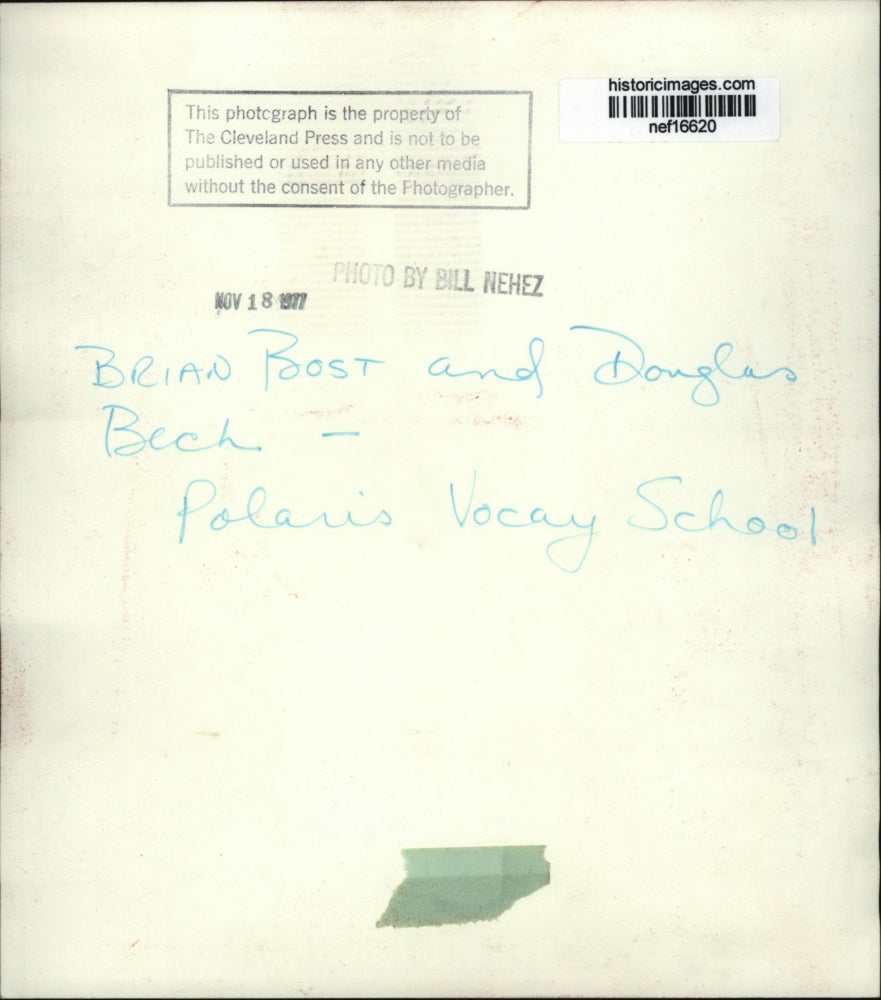 historicimages.com
nef16620
This photograph is the property of
The Cleveland Press and is not to be
published or used in any other media
without the consent of the Photographer.
PHOTO BY BILL NEHEZ
NOV 18 1977
BRIAN BOST and Douglas
Bech —
Polaris Vocay School